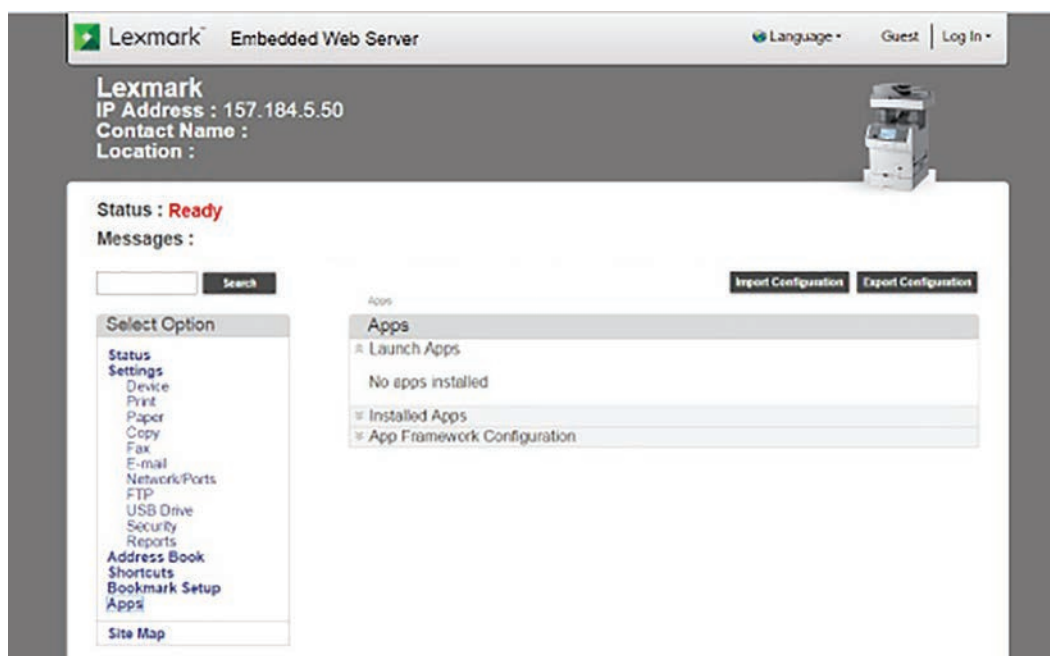 Lexmark™ Embedded Web Server Language Guest Log In
Lexmark
IP Address : 157.184.5.50
Contact Name :
Location :
Status : Ready
Messages :
Search
Import Configuration Export Configuration
Apps
Select Option
Status
Settings
Device
Print
Paper
Copy
Fax
E-mail
Network/Ports
FTP
USB Drive
Security
Reports
Address Book
Shortcuts
Bookmark Setup
Apps
Site Map
Apps
Launch Apps
No apps installed
Installed Apps
App Framework Configuration